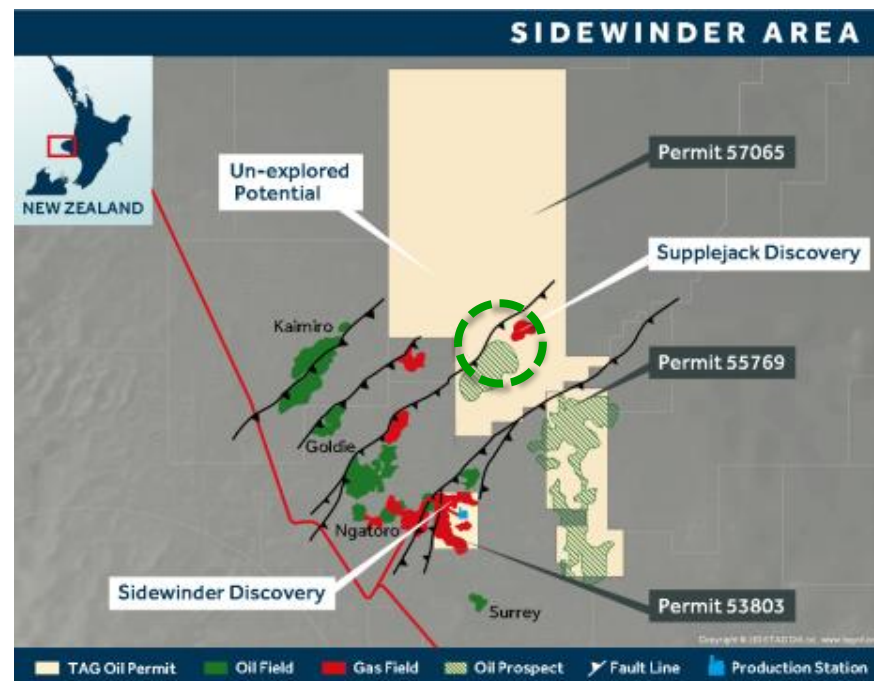 SIDEWINDER AREA
NEW ZEALAND
Un-explored
Potential
Permit 57065
Supplejack Discovery
Kaimiro
Permit 55769
Goldie
Ngatoro
Sidewinder Discovery
Surrey
Permit 53803
TAG Oil Permit
Oil Field
Gas Field
Oil Prospect
Fault Line
Production Station